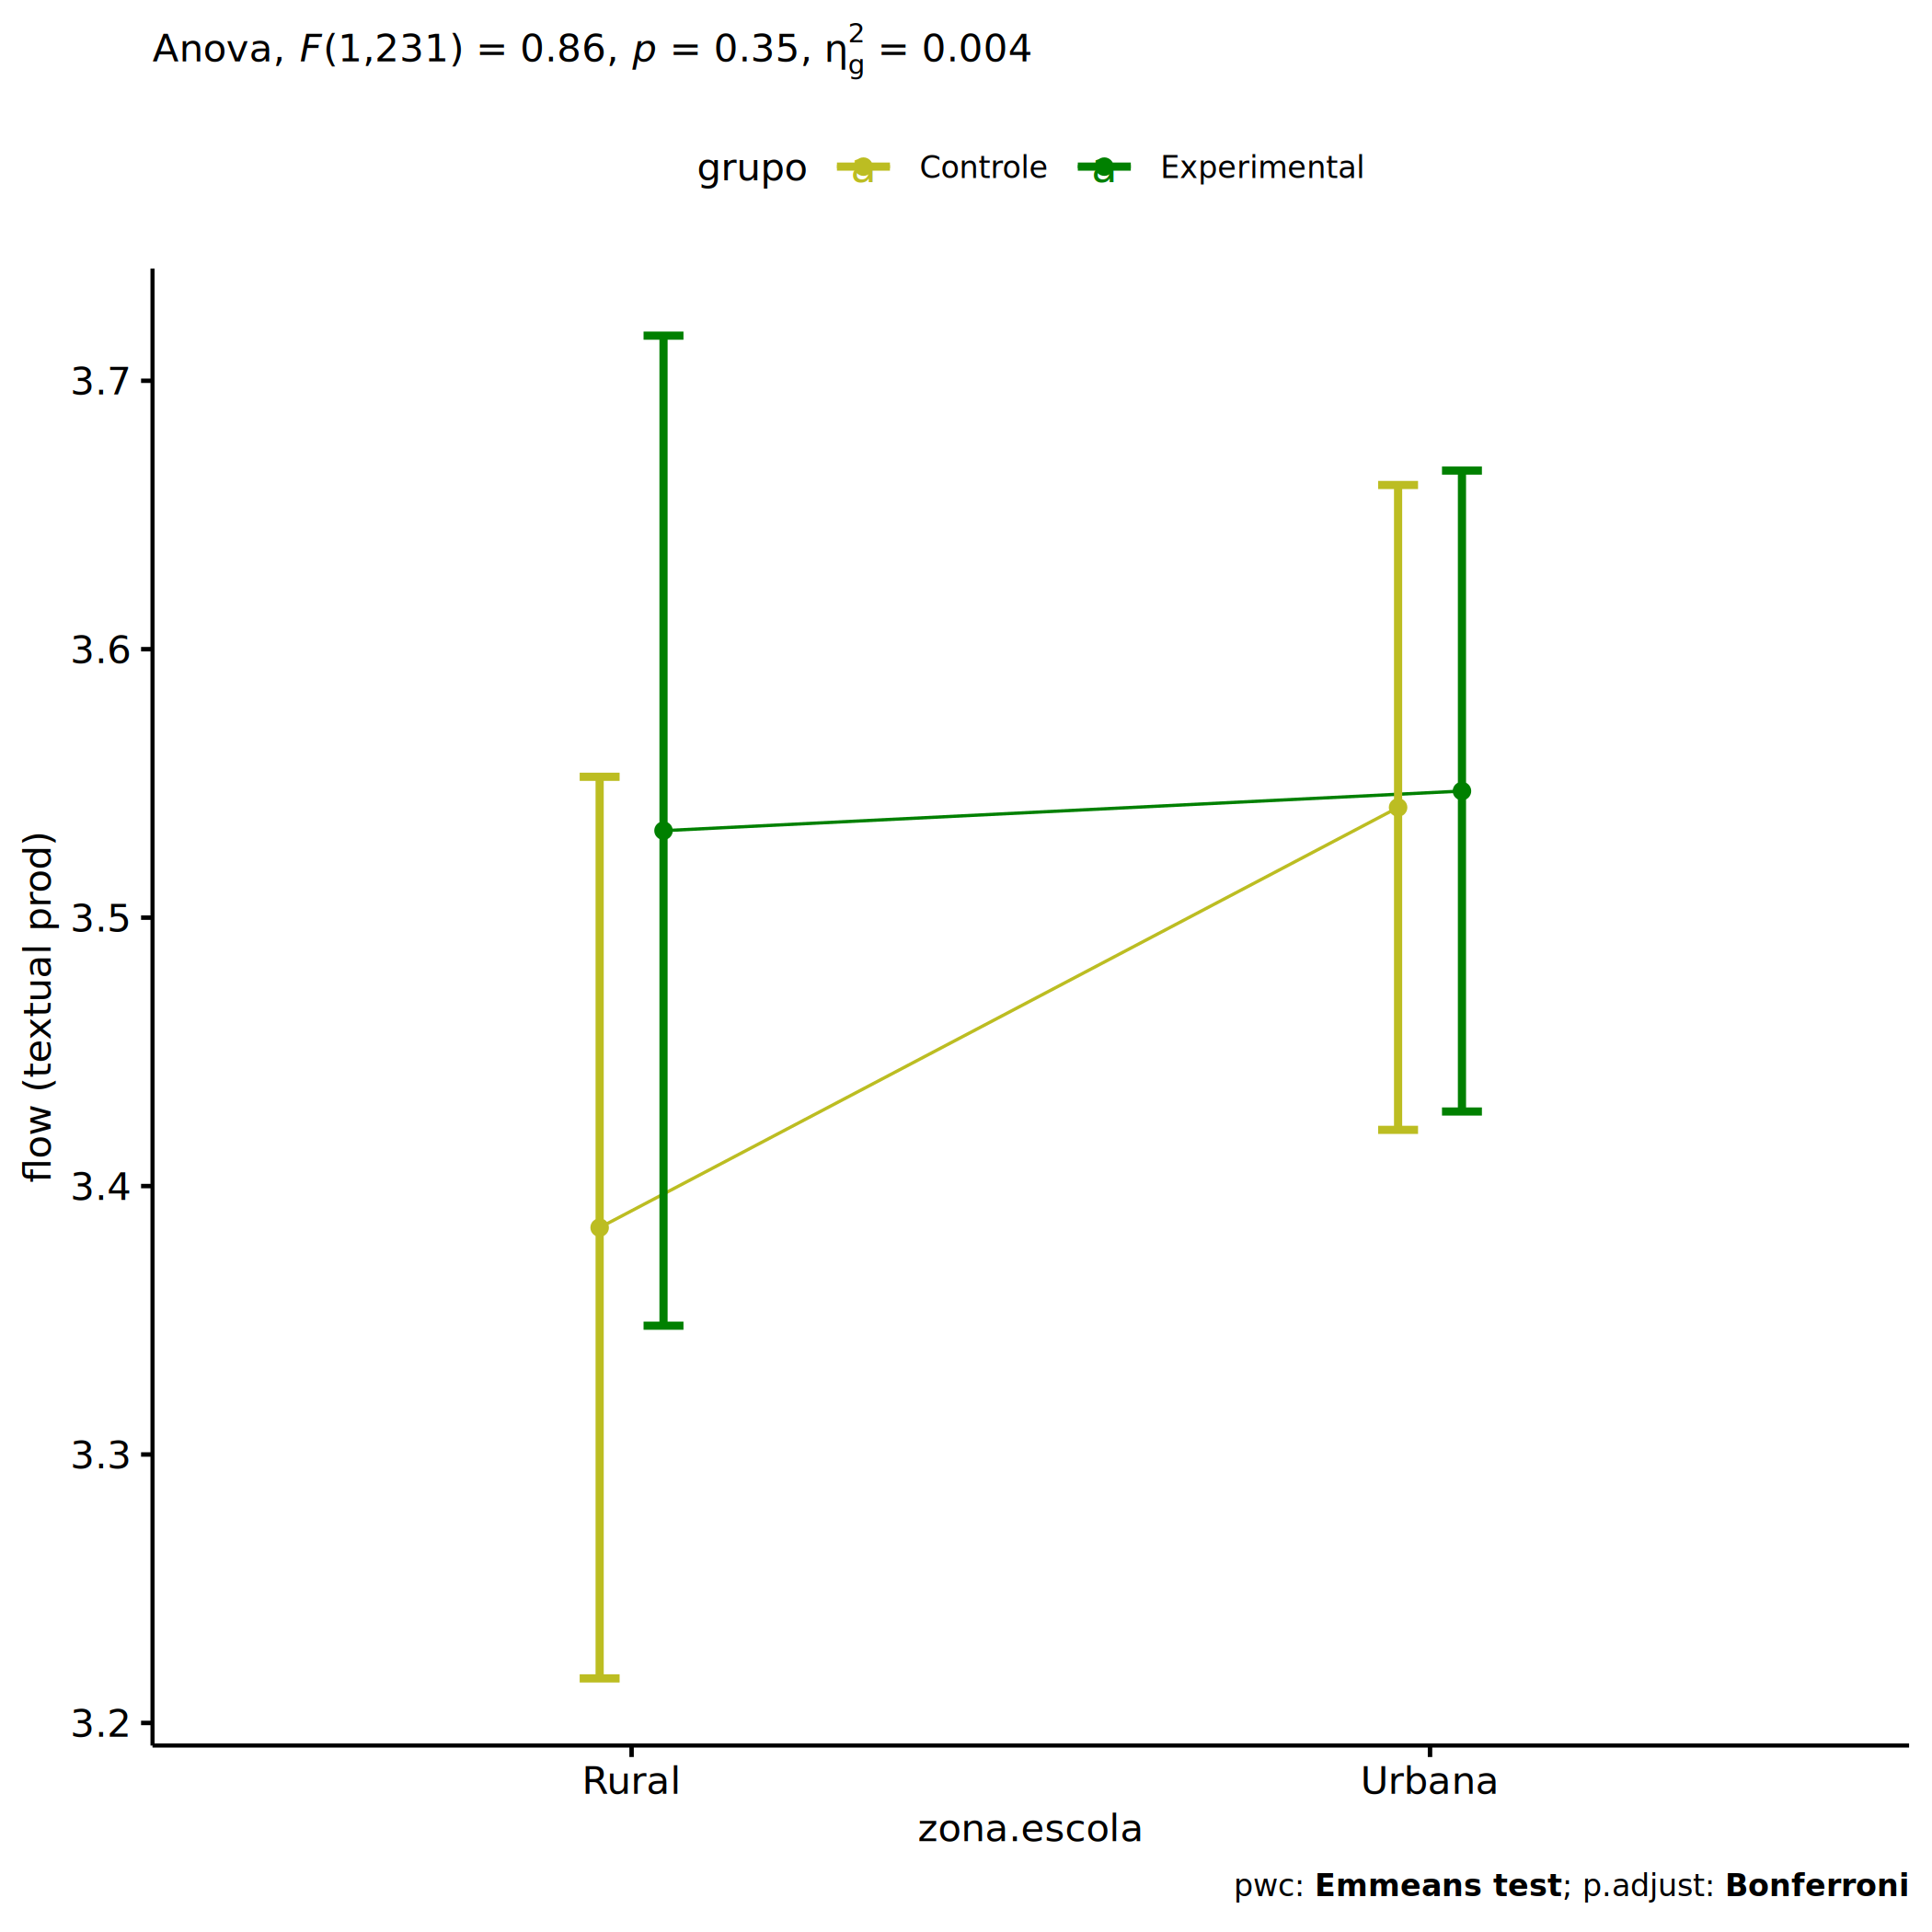 Anova, F(1,231) = 0.86, p = 0.35, η²g = 0.004
grupo a Controle a Experimental
3.7
3.6
3.5
3.4
3.3
3.2
flow (textual prod)
Rural Urbana
zona.escola
pwc: Emmeans test; p.adjust: Bonferroni